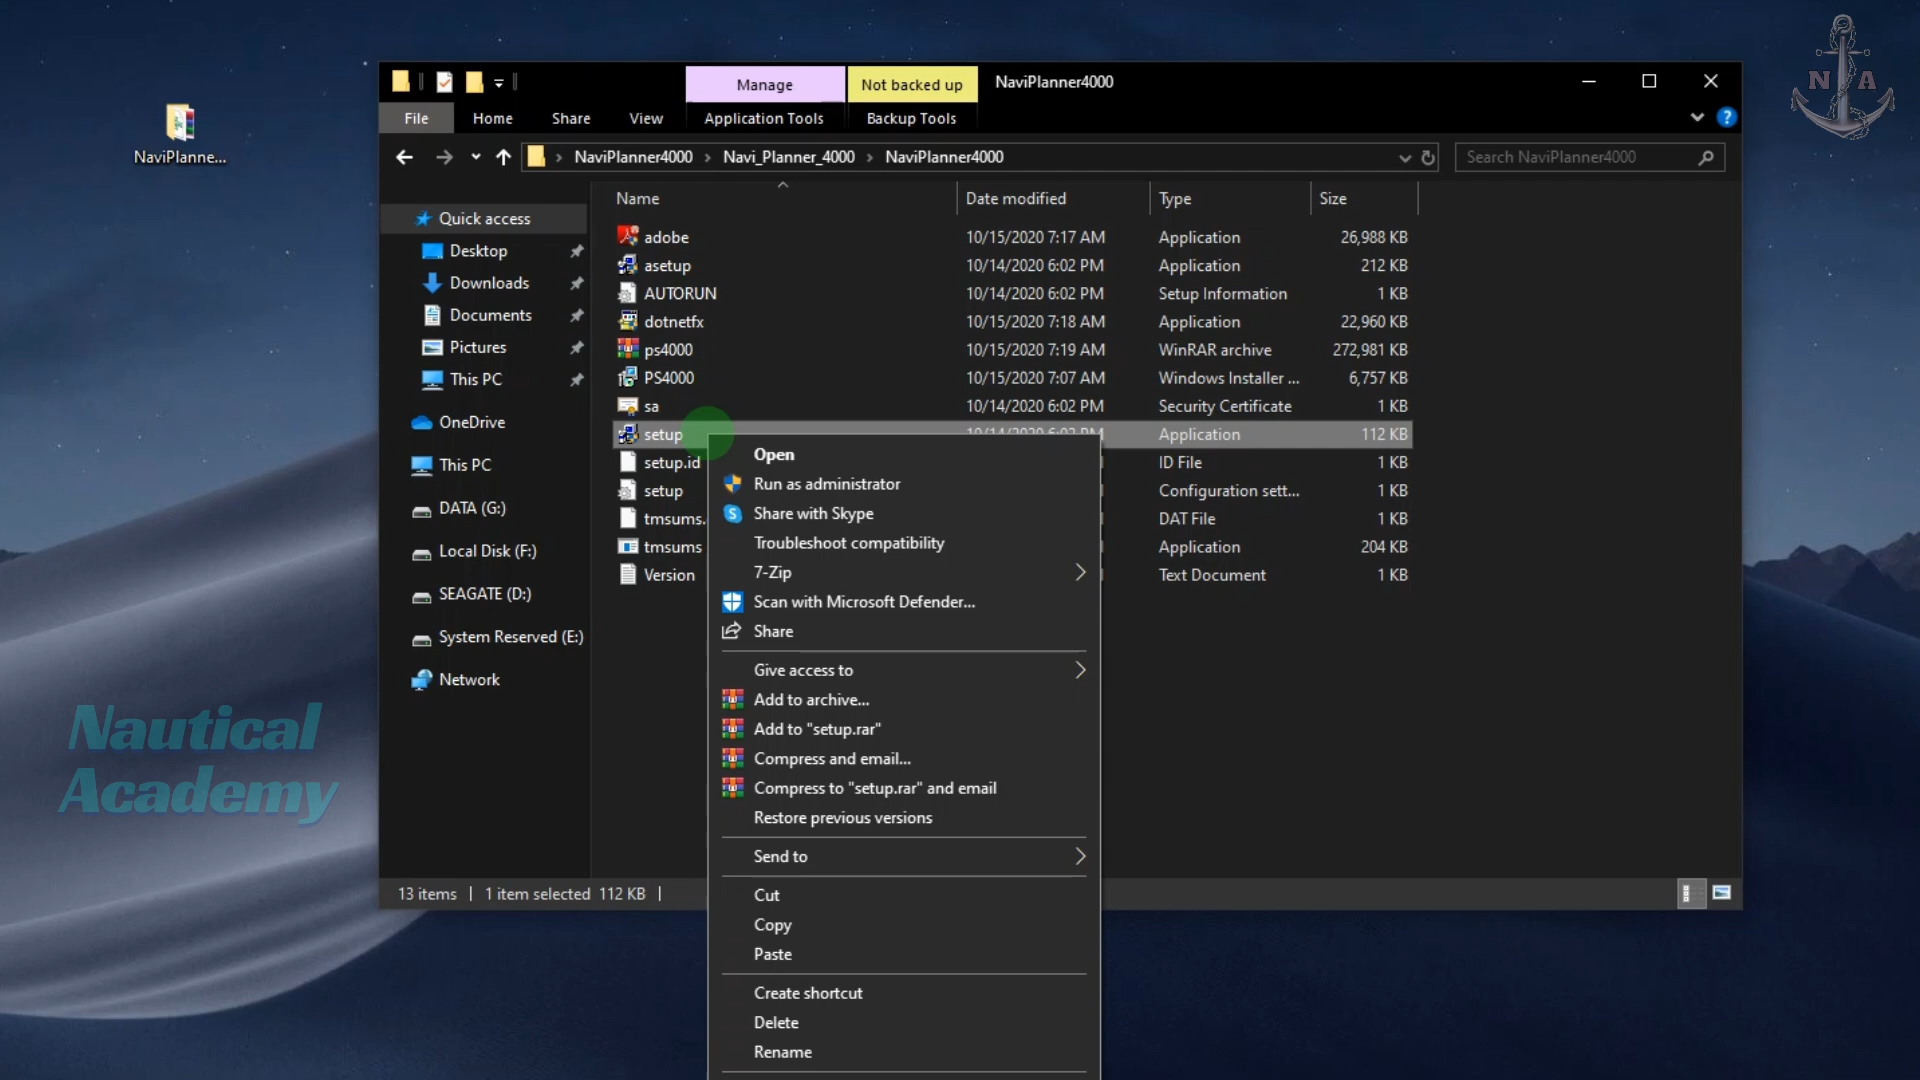 N A
Manage
Not backed up
NaviPlanner4000
File
Home
Share
View
Application Tools
Backup Tools
NaviPlanner4000 > Navi_Planner_4000 > NaviPlanner4000
Search NaviPlanner4000
NaviPlanne...
Name
Date modified
Type
Size
Quick access
Desktop
Downloads
Documents
Pictures
This PC
OneDrive
This PC
DATA (G:)
Local Disk (F:)
SEAGATE (D:)
System Reserved (E:)
Network
adobe 10/15/2020 7:17 AM Application 26,988 KB
asetup 10/14/2020 6:02 PM Application 212 KB
AUTORUN 10/14/2020 6:02 PM Setup Information 1 KB
dotnetfx 10/15/2020 7:18 AM Application 22,960 KB
ps4000 10/15/2020 7:19 AM WinRAR archive 272,981 KB
PS4000 10/15/2020 7:07 AM Windows Installer ... 6,757 KB
sa 10/14/2020 6:02 PM Security Certificate 1 KB
setup 10/14/2020 6:02 PM Application 112 KB
setup.id ID File 1 KB
setup Configuration sett... 1 KB
tmsums. DAT File 1 KB
tmsums Application 204 KB
Version Text Document 1 KB
Open
Run as administrator
Share with Skype
Troubleshoot compatibility
7-Zip
Scan with Microsoft Defender...
Share
Give access to
Add to archive...
Add to "setup.rar"
Compress and email...
Compress to "setup.rar" and email
Restore previous versions
Send to
Cut
Copy
Paste
Create shortcut
Delete
Rename
13 items
1 item selected 112 KB
Nautical
Academy